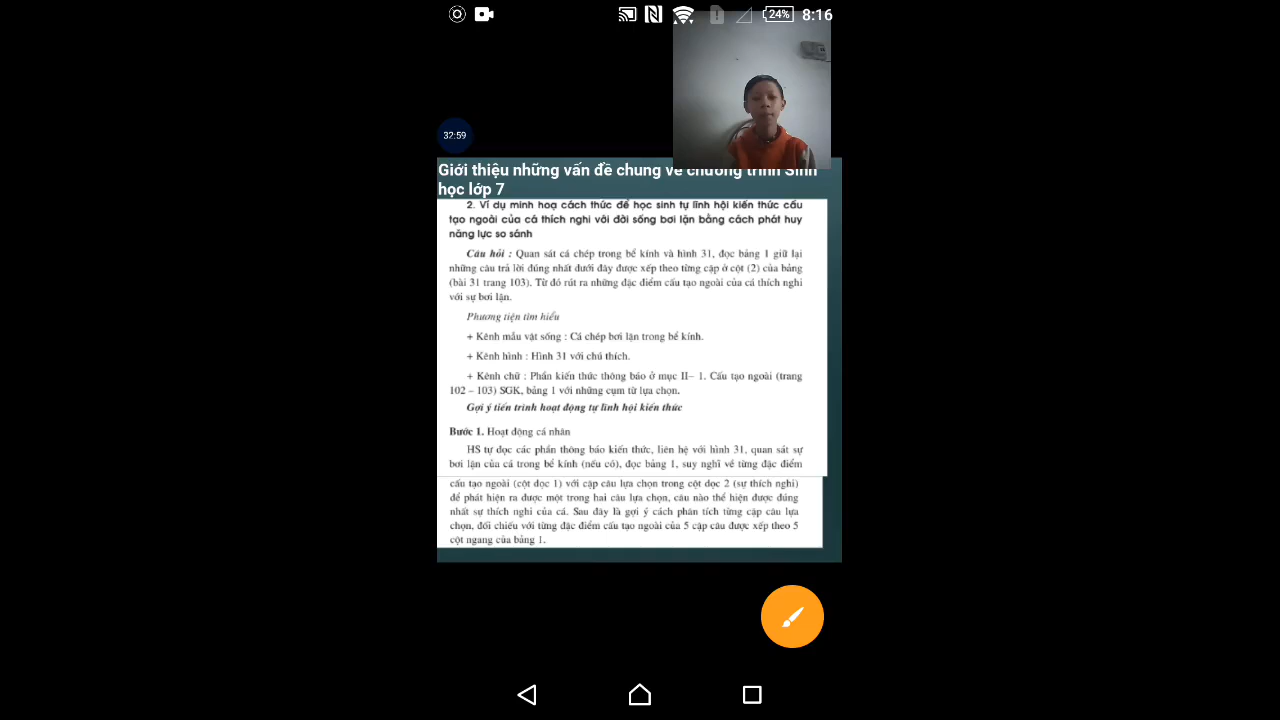 24% 8:16
32:59
Giới thiệu những vấn đề chung về chương trình Sinh
học lớp 7
2. Ví dụ minh hoạ cách thức để học sinh tự lĩnh hội kiến thức cấu
tạo ngoài của cá thích nghi với đời sống bơi lặn bằng cách phát huy
năng lực so sánh
Câu hỏi : Quan sát cá chép trong bể kính và hình 31, đọc bảng 1 giữ lại
những câu trả lời đúng nhất dưới đây được xếp theo từng cặp ở cột (2) của bảng
(bài 31 trang 103). Từ đó rút ra những đặc điểm cấu tạo ngoài của cá thích nghi
với sự bơi lặn.
Phương tiện tìm hiểu
+ Kênh mẫu vật sống : Cá chép bơi lặn trong bể kính.
+ Kênh hình : Hình 31 với chú thích.
+ Kênh chữ : Phần kiến thức thông báo ở mục II– 1. Cấu tạo ngoài (trang
102 – 103) SGK, bảng 1 với những cụm từ lựa chọn.
Gợi ý tiến trình hoạt động tự lĩnh hội kiến thức
Bước 1. Hoạt động cá nhân
HS tự đọc các phần thông báo kiến thức, liên hệ với hình 31, quan sát sự
bơi lặn của cá trong bể kính (nếu có), đọc bảng 1, suy nghĩ về từng đặc điểm
cấu tạo ngoài (cột dọc 1) với cặp câu lựa chọn trong cột dọc 2 (sự thích nghi)
để phát hiện ra được một trong hai câu lựa chọn, câu nào thể hiện được đúng
nhất sự thích nghi của cá. Sau đây là gợi ý cách phân tích từng cặp câu lựa
chọn, đối chiếu với từng đặc điểm cấu tạo ngoài của 5 cặp câu được xếp theo 5
cột ngang của bảng 1.